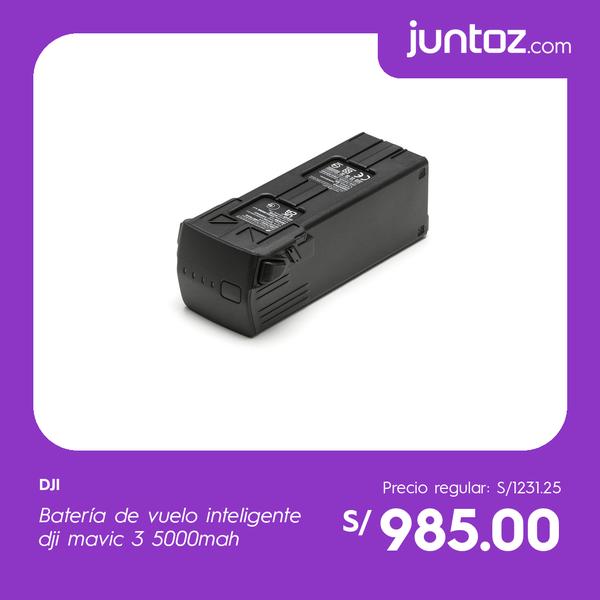 juntoz.com
DJI
Batería de vuelo inteligente
dji mavic 3 5000mah
Precio regular: S/1231.25
S/ 985.00